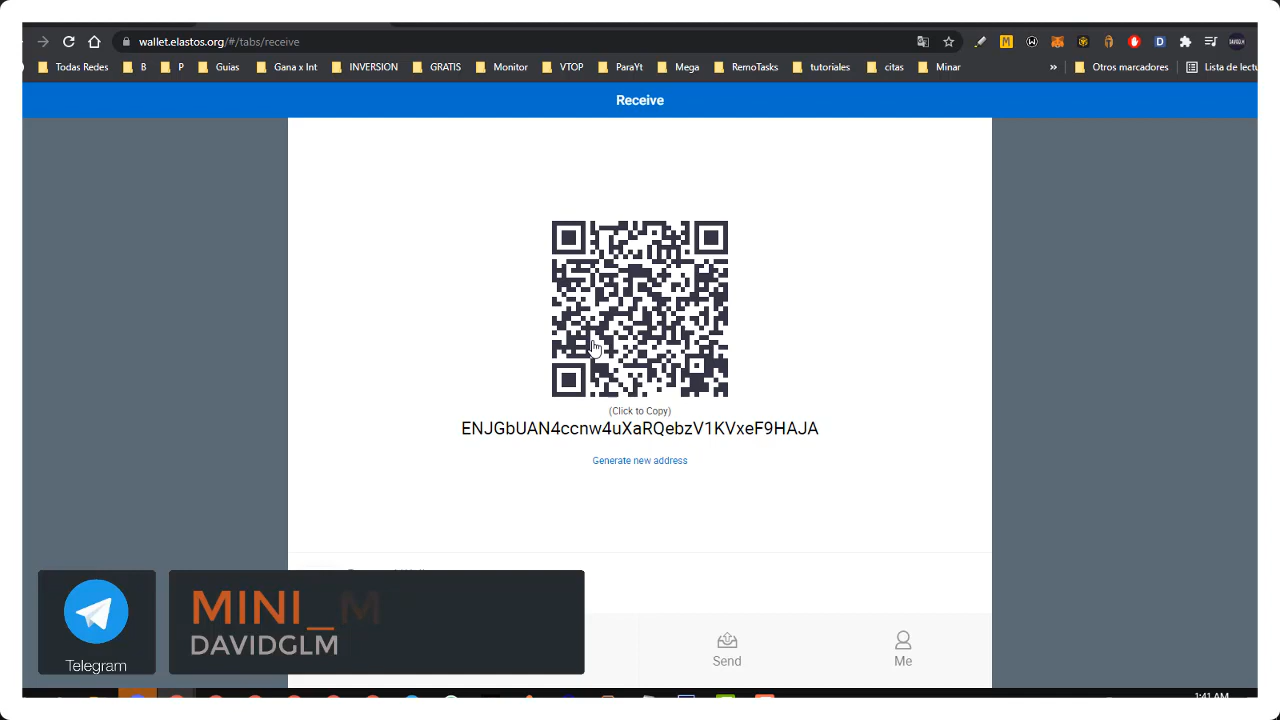 wallet.elastos.org/#/tabs/receive
Todas Redes B P Guias Gana x Int INVERSION GRATIS Monitor VTOP ParaYt Mega RemoTasks tutoriales citas Minar » Otros marcadores Lista de lectu
Receive
(Click to Copy)
ENJGbUAN4ccnw4uXaRQebzV1KVxeF9HAJA
Generate new address
MINI_M
DAVIDGLM
Telegram
Send
Me
1:41 AM